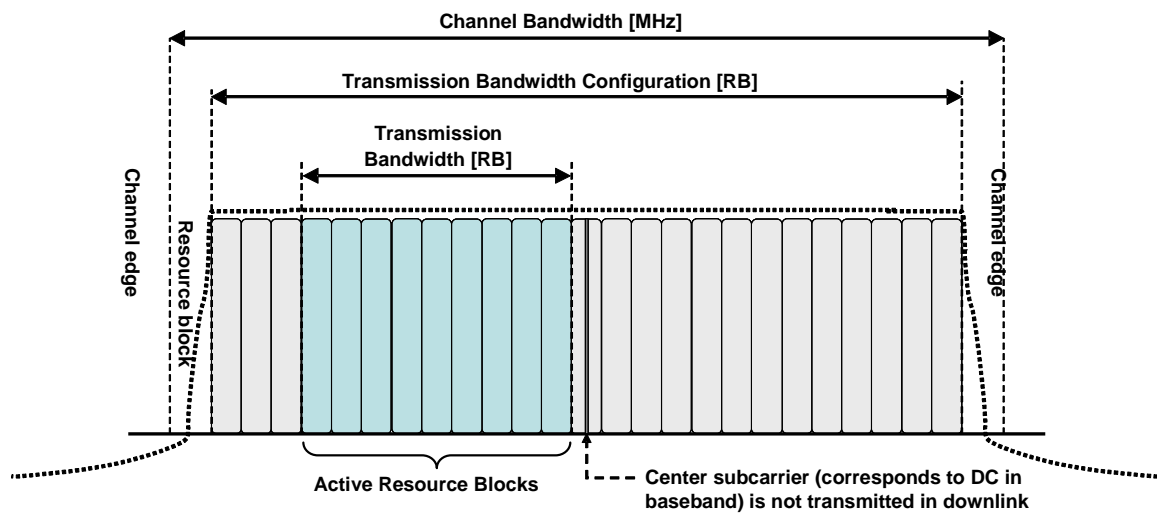 Channel Bandwidth [MHz]
Transmission Bandwidth Configuration [RB]
Transmission
Bandwidth [RB]
Channel edge
Resource block
Channel edge
Active Resource Blocks
Center subcarrier (corresponds to DC in
baseband) is not transmitted in downlink